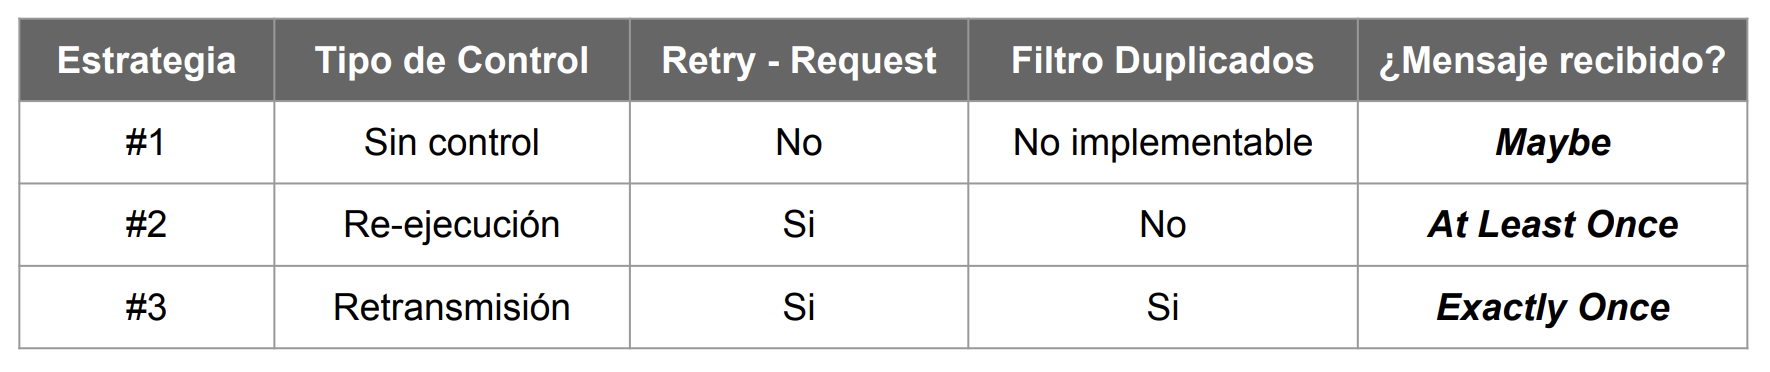 Estrategia Tipo de Control Retry - Request Filtro Duplicados ¿Mensaje recibido?
#1 Sin control No No implementable Maybe
#2 Re-ejecución Si No At Least Once
#3 Retransmisión Si Si Exactly Once